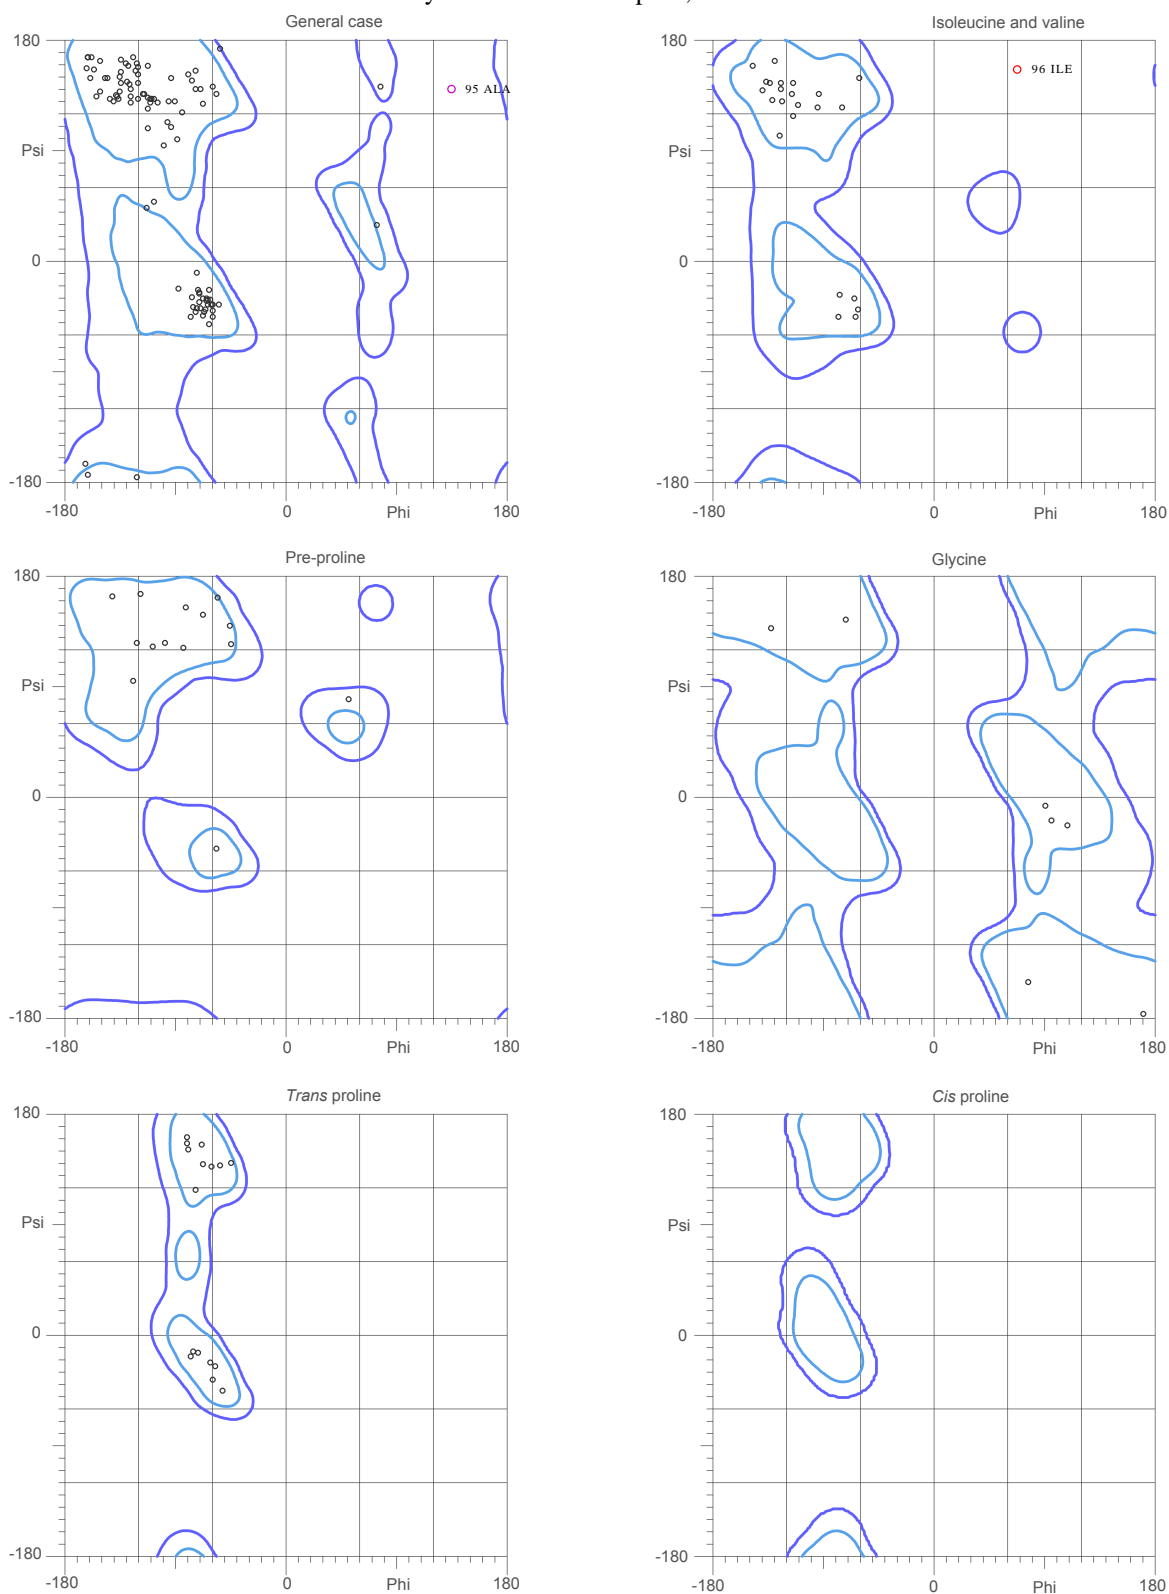 General case
180
Psi
0
-180
-180
0
Phi
180
95 ALA
Isoleucine and valine
180
Psi
0
-180
-180
0
Phi
180
96 ILE
Pre-proline
180
Psi
0
-180
-180
0
Phi
180
Glycine
180
Psi
0
-180
-180
0
Phi
180
Trans proline
180
Psi
0
-180
-180
0
Phi
180
Cis proline
180
Psi
0
-180
-180
0
Phi
180